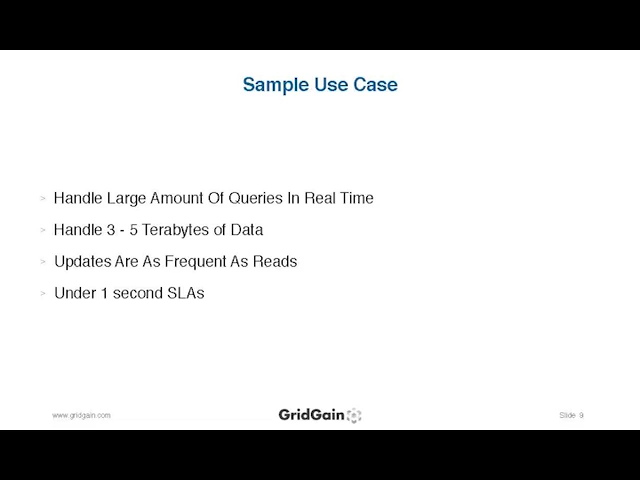 Sample Use Case
> Handle Large Amount Of Queries In Real Time
> Handle 3 - 5 Terabytes of Data
> Updates Are As Frequent As Reads
> Under 1 second SLAs
www.gridgain.com GridGain Slide 9